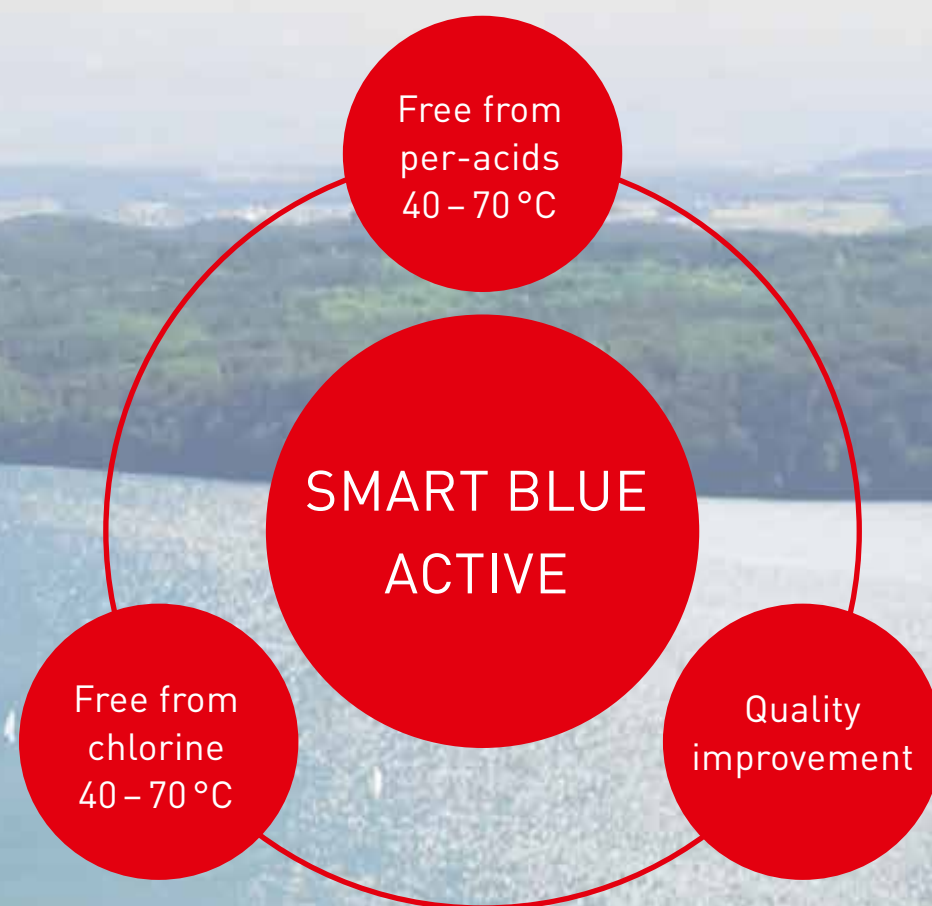 Free from
per-acids
40 – 70 °C
SMART BLUE
ACTIVE
Free from
chlorine
40 – 70 °C
Quality
improvement